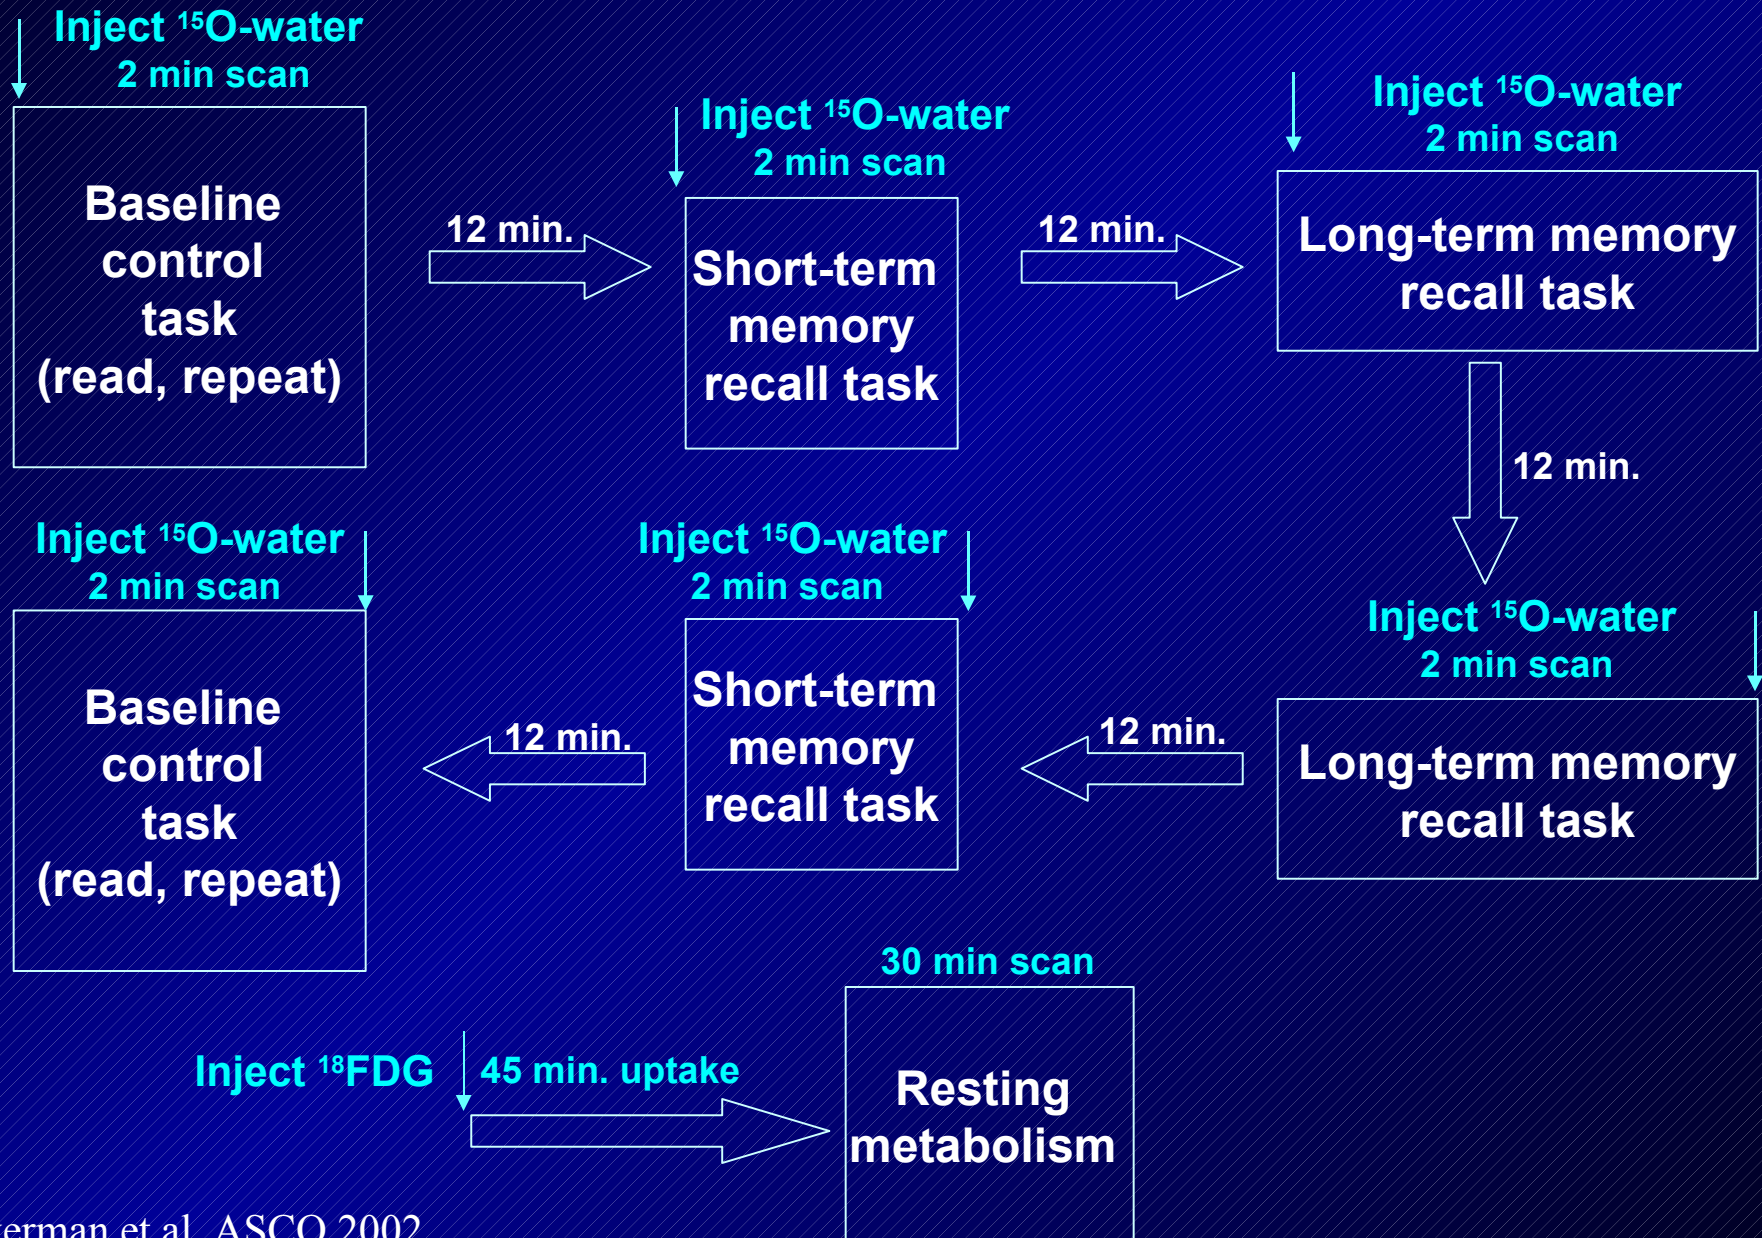 Inject ¹⁵O-water
2 min scan
Baseline
control
task
(read, repeat)
12 min.
Inject ¹⁵O-water
2 min scan
Short-term
memory
recall task
12 min.
Inject ¹⁵O-water
2 min scan
Long-term memory
recall task
12 min.
Inject ¹⁵O-water
2 min scan
Long-term memory
recall task
12 min.
Inject ¹⁵O-water
2 min scan
Short-term
memory
recall task
12 min.
Inject ¹⁵O-water
2 min scan
Baseline
control
task
(read, repeat)
Inject ¹⁸FDG
45 min. uptake
30 min scan
Resting
metabolism
et al. ASCO 2002